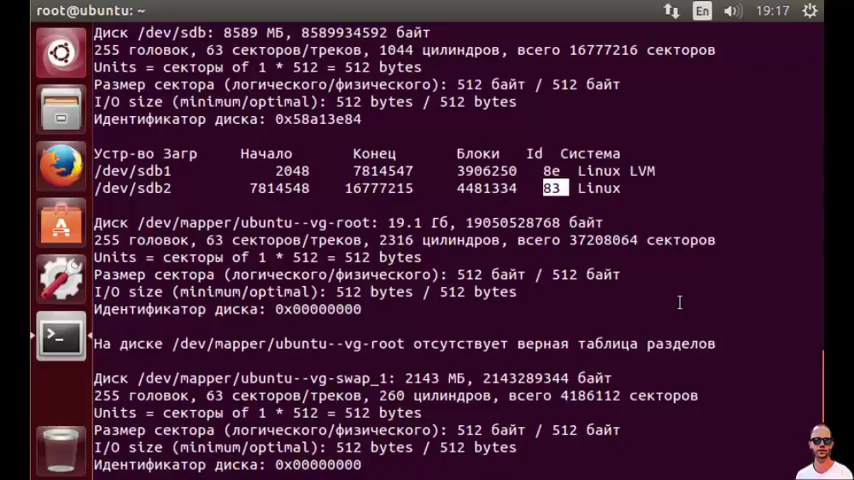 root@ubuntu: ~
En
19:17
Диск /dev/sdb: 8589 МБ, 8589934592 байт
255 головок, 63 секторов/треков, 1044 цилиндров, всего 16777216 секторов
Units = секторы of 1 * 512 = 512 bytes
Размер сектора (логического/физического): 512 байт / 512 байт
I/O size (minimum/optimal): 512 bytes / 512 bytes
Идентификатор диска: 0x58a13e84
Устр-во Загр Начало Конец Блоки Id Система
/dev/sdb1 2048 7814547 3906250 8e Linux LVM
/dev/sdb2 7814548 16777215 4481334 83 Linux
Диск /dev/mapper/ubuntu--vg-root: 19.1 Гб, 19050528768 байт
255 головок, 63 секторов/треков, 2316 цилиндров, всего 37208064 секторов
Units = секторы of 1 * 512 = 512 bytes
Размер сектора (логического/физического): 512 байт / 512 байт
I/O size (minimum/optimal): 512 bytes / 512 bytes
Идентификатор диска: 0x00000000
На диске /dev/mapper/ubuntu--vg-root отсутствует верная таблица разделов
Диск /dev/mapper/ubuntu--vg-swap_1: 2143 МБ, 2143289344 байт
255 головок, 63 секторов/треков, 260 цилиндров, всего 4186112 секторов
Units = секторы of 1 * 512 = 512 bytes
Размер сектора (логического/физического): 512 байт / 512 байт
I/O size (minimum/optimal): 512 bytes / 512 bytes
Идентификатор диска: 0x00000000